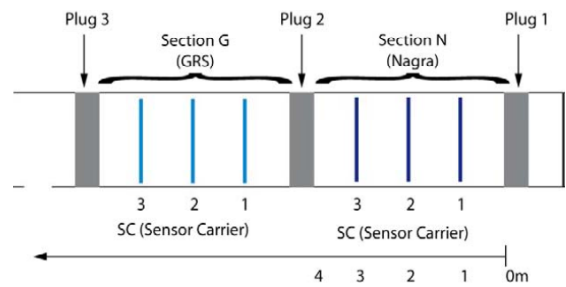 Plug 3 Plug 2 Plug 1
Section G Section N
(GRS) (Nagra)
3 2 1 3 2 1
SC (Sensor Carrier) SC (Sensor Carrier)
4 3 2 1 0m